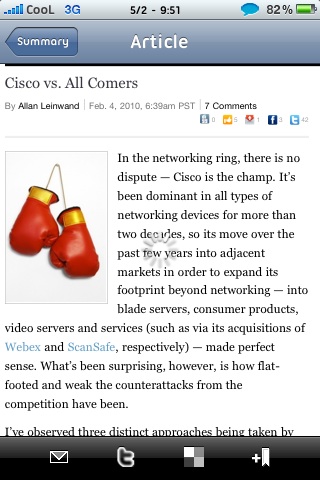 CooL 3G 5/2 - 9:51 82%
Summary
Article
Cisco vs. All Comers
By Allan Leinwand | Feb. 4, 2010, 6:39am PST | 7 Comments
0 5 1 3 42
In the networking ring, there is no
dispute — Cisco is the champ. It's
been dominant in all types of
networking devices for more than
two decades, so its move over the
past few years into adjacent
markets in order to expand its
footprint beyond networking — into
blade servers, consumer products,
video servers and services (such as via its acquisitions of
Webex and ScanSafe, respectively) — made perfect
sense. What's been surprising, however, is how flat-
footed and weak the counterattacks from the
competition have been.
I've observed three distinct approaches being taken by